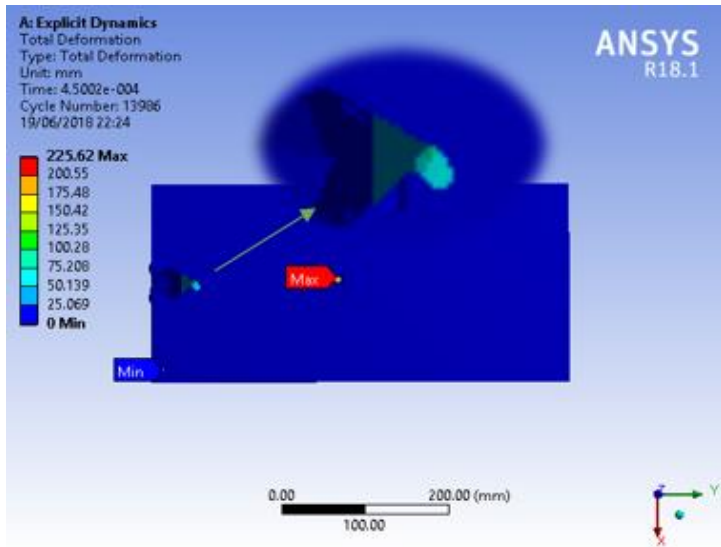 A: Explicit Dynamics
Total Deformation
Type: Total Deformation
Unit: mm
Time: 4.5002e-004
Cycle Number: 13986
19/06/2018 22:24
225.62 Max
200.55
175.48
150.42
125.35
100.28
75.208
50.139
25.069
0 Min
ANSYS
R18.1
Max
Min
0.00
200.00 (mm)
100.00
Z
Y
X